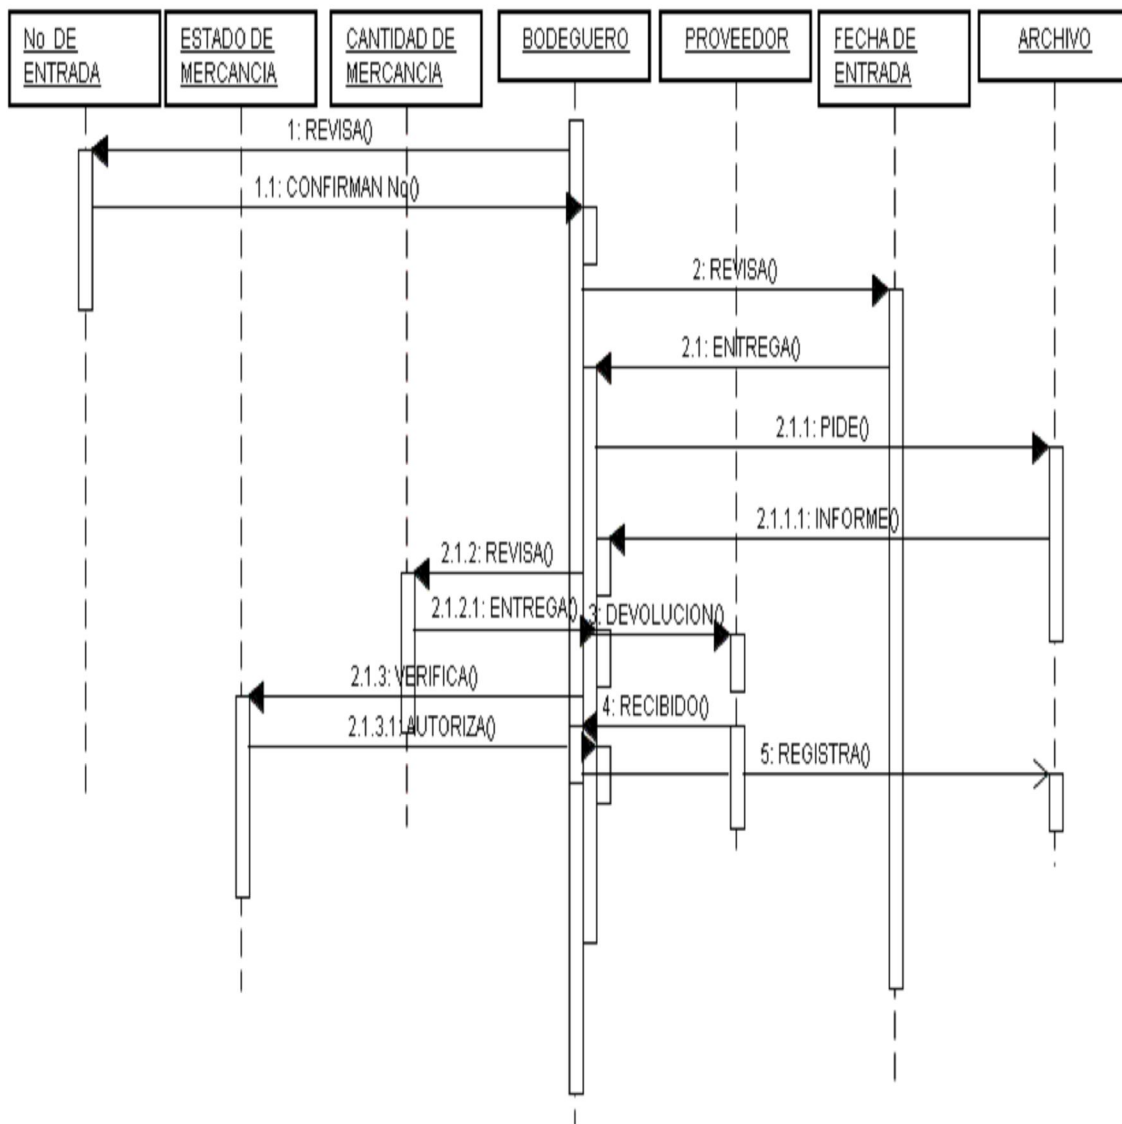 No DE
ENTRADA
ESTADO DE
MERCANCIA
CANTIDAD DE
MERCANCIA
BODEGUERO
PROVEEDOR
FECHA DE
ENTRADA
ARCHIVO
1: REVISA()
1.1: CONFIRMAN No()
2: REVISA()
2.1: ENTREGA()
2.1.1: PIDE()
2.1.1.1: INFORME()
2.1.2: REVISA()
2.1.2.1: ENTREGA()
3: DEVOLUCION()
2.1.3: VERIFICA()
4: RECIBIDO()
2.1.3.1: AUTORIZA()
5: REGISTRA()